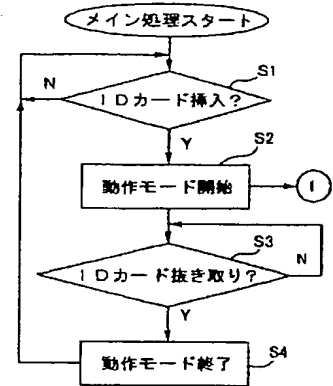 メイン処理スタート
S1
N
IDカード挿入?
Y
S2
動作モード開始
1
S3
IDカード抜き取り?
N
Y
S4
動作モード終了